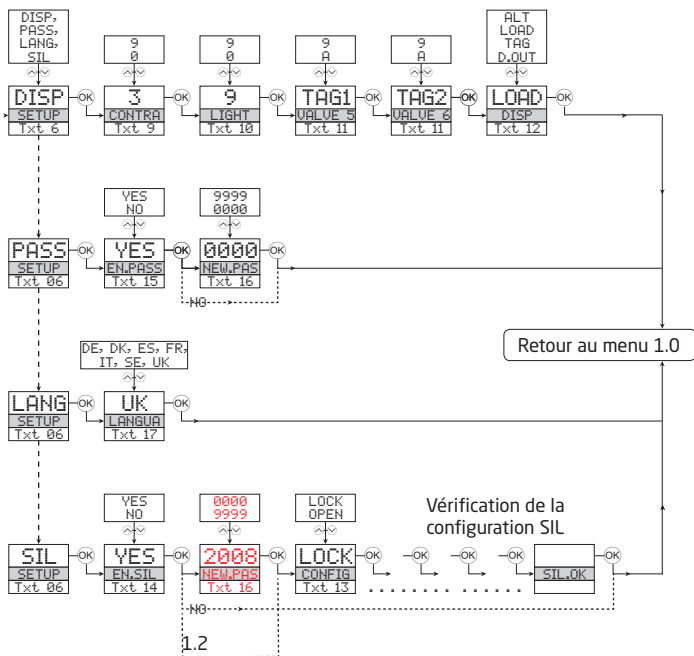 DISP,
PASS,
LANG,
SIL
9
0
9
0
9
A
9
A
ALT
LOAD
TAG
D.OUT
DISP
SETUP
Txt 6
OK
3
CONTRA
Txt 9
OK
9
LIGHT
Txt 10
OK
TAG1
VALVE 5
Txt 11
OK
TAG2
VALVE 6
Txt 11
OK
LOAD
DISP
Txt 12
OK
YES
NO
9999
0000
PASS
SETUP
Txt 06
OK
YES
EN.PASS
Txt 15
OK
0000
NEW.PAS
Txt 16
OK
NO
Retour au menu 1.0
DE, DK, ES, FR,
IT, SE, UK
LANG
SETUP
Txt 06
OK
UK
LANGUA
Txt 17
OK
YES
NO
0000
9999
LOCK
OPEN
Vérification de la
configuration SIL
SIL
SETUP
Txt 06
OK
YES
EN.SIL
Txt 14
OK
2008
NEW.PAS
Txt 16
OK
LOCK
CONFIG
Txt 13
OK
OK
OK
OK
SIL.OK
OK
NO
1.2